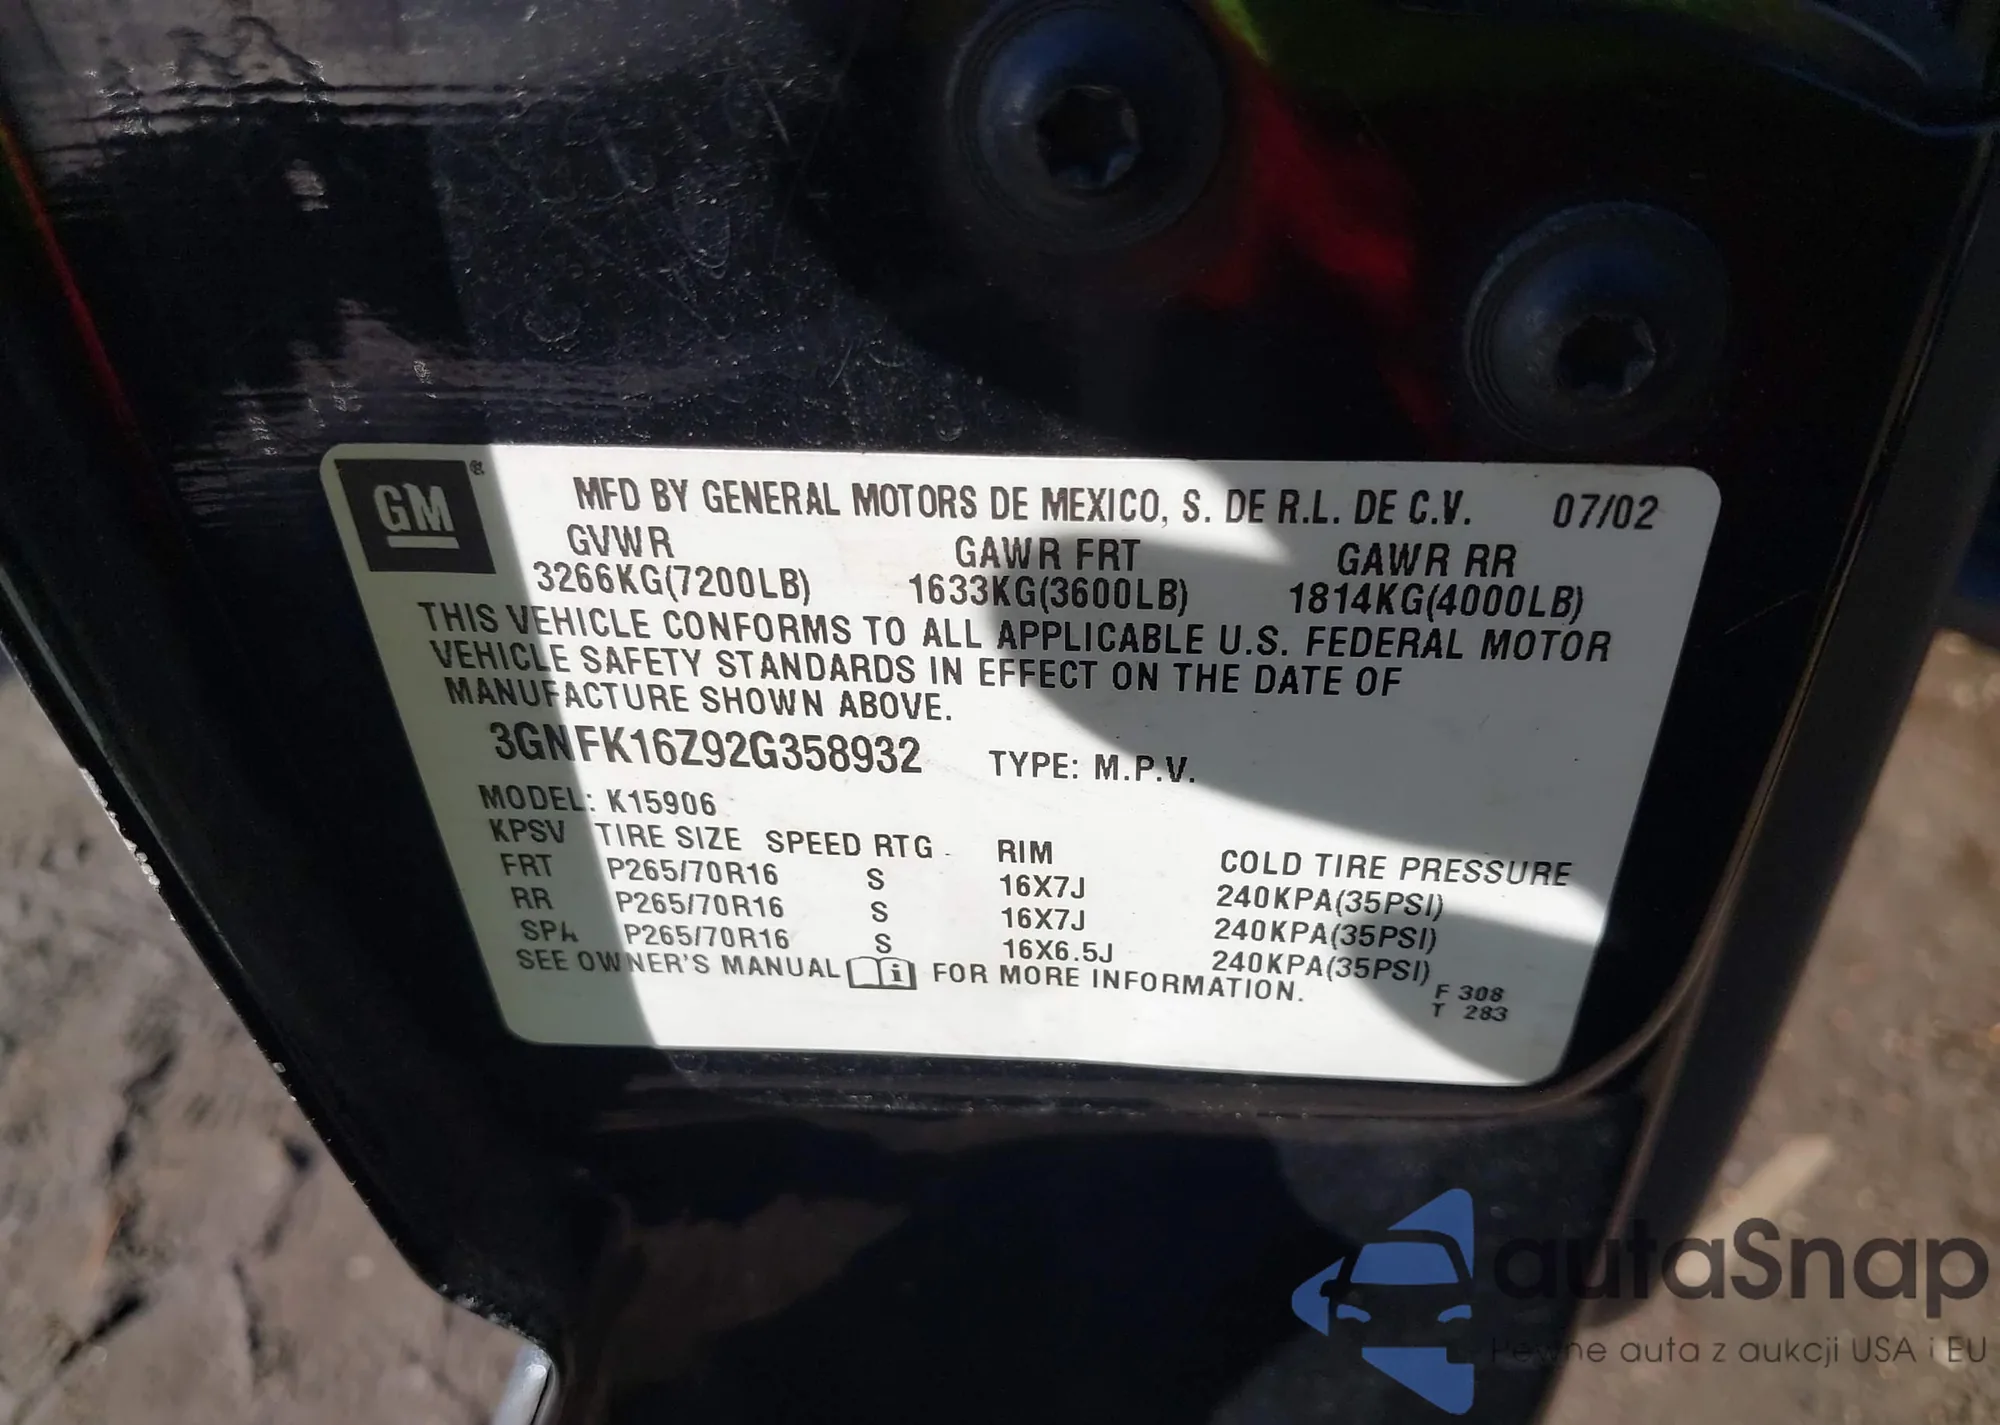 GM ®
MFD BY GENERAL MOTORS DE MEXICO, S. DE R.L. DE C.V. 07/02
GVWR GAWR FRT GAWR RR
3266KG(7200LB) 1633KG(3600LB) 1814KG(4000LB)
THIS VEHICLE CONFORMS TO ALL APPLICABLE U.S. FEDERAL MOTOR
VEHICLE SAFETY STANDARDS IN EFFECT ON THE DATE OF
MANUFACTURE SHOWN ABOVE.
3GNFK16Z92G358932 TYPE: M.P.V.
MODEL: K15906
KPSV TIRE SIZE SPEED RTG RIM COLD TIRE PRESSURE
FRT P265/70R16 S 16X7J 240KPA(35PSI)
RR P265/70R16 S 16X7J 240KPA(35PSI)
SPA P265/70R16 S 16X6.5J 240KPA(35PSI)
SEE OWNER'S MANUAL i FOR MORE INFORMATION.
F 308
T 283
autaSnap
Pewne auta z aukcji USA i EU